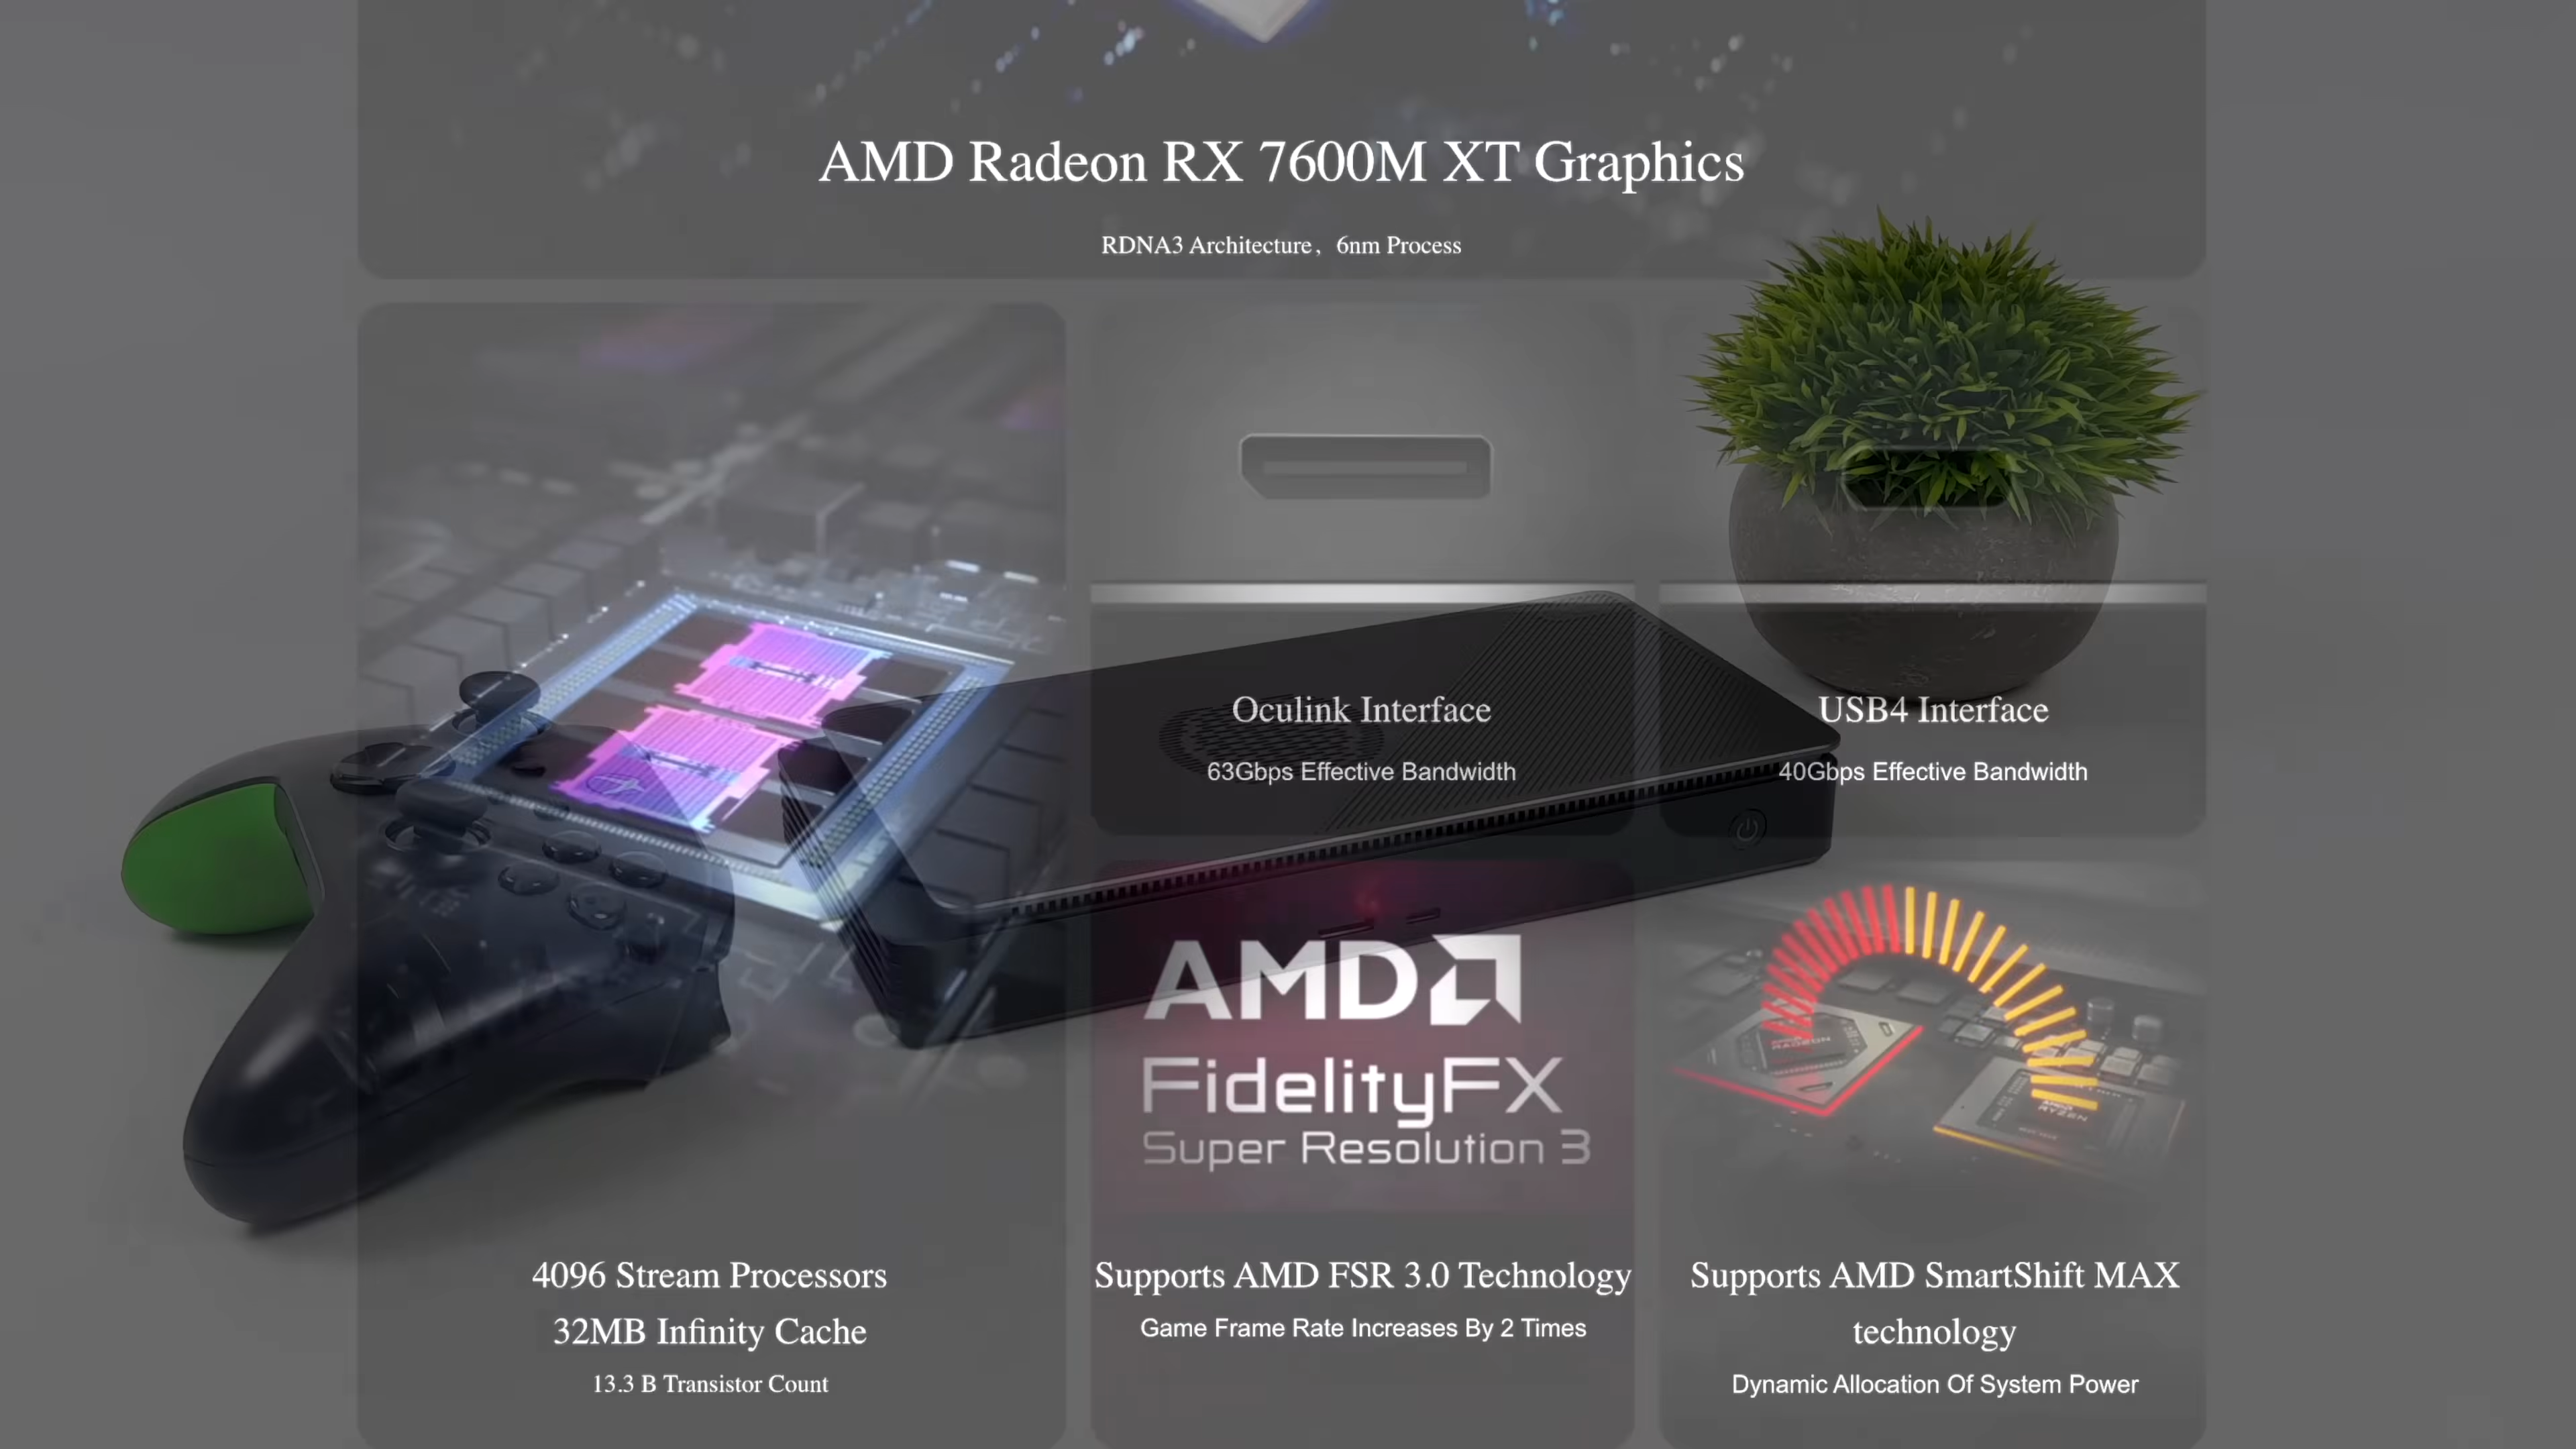 AMD Radeon RX 7600M XT Graphics
RDNA3 Architecture, 6nm Process
Oculink Interface
63Gbps Effective Bandwidth
USB4 Interface
40Gbps Effective Bandwidth
AMD
FidelityFX
Super Resolution 3
RADEON
AMD
RYZEN
4096 Stream Processors
32MB Infinity Cache
13.3 B Transistor Count
Supports AMD FSR 3.0 Technology
Game Frame Rate Increases By 2 Times
Supports AMD SmartShift MAX
technology
Dynamic Allocation Of System Power